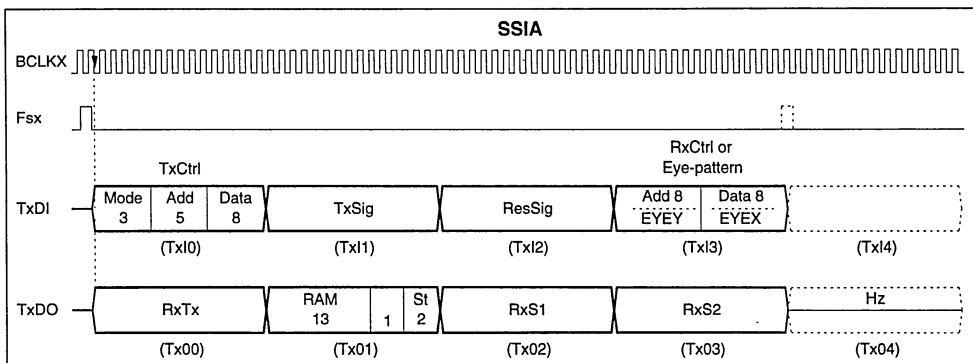 SSIA
BCLKX
Fsx
TxCtrl
RxCtrl or
Eye-pattern
TxDI
Mode
3
Add
5
Data
8
TxSig
ResSig
Add 8
EYEY
Data 8
EYEX
(TxI0)
(TxI1)
(TxI2)
(TxI3)
(TxI4)
TxDO
RxTx
RAM
13
1
St
2
RxS1
RxS2
Hz
(Tx00)
(Tx01)
(Tx02)
(Tx03)
(Tx04)